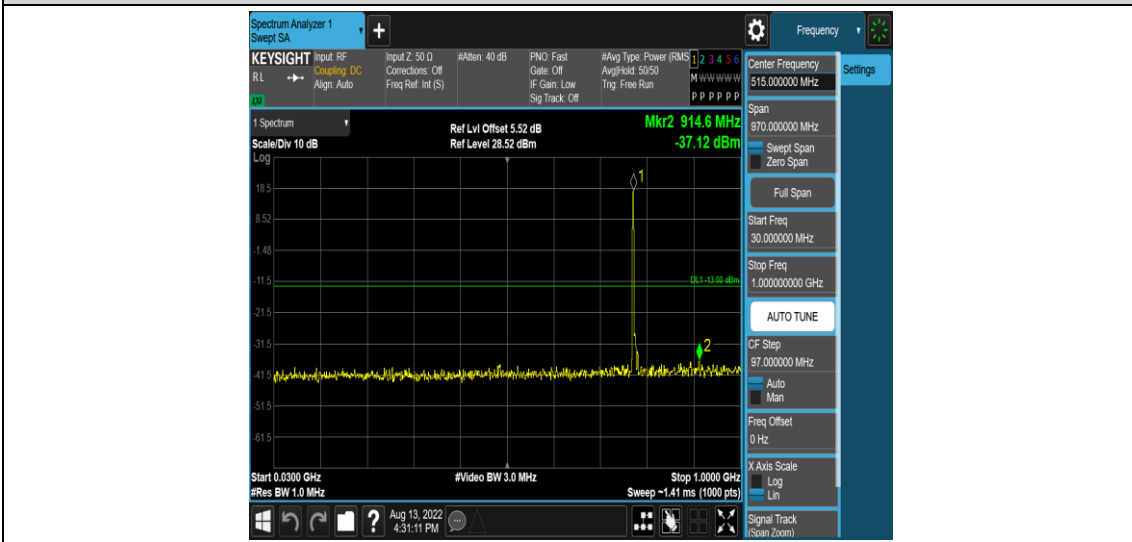 Spectrum Analyzer 1
Swept SA
+
Frequency
KEYSIGHT
RL
LXI
Input: RF
Coupling: DC
Align: Auto
Input Z: 50 Ω
Corrections: Off
Freq Ref: Int (S)
#Atten: 40 dB
PNO: Fast
Gate: Off
IF Gain: Low
Sig Track: Off
#Avg Type: Power (RMS
Avg|Hold: 50/50
Trig: Free Run
1 2 3 4 5 6
M W W W W W
P P P P P P
1 Spectrum
Scale/Div 10 dB
Log
Ref Lvl Offset 5.52 dB
Ref Level 28.52 dBm
Mkr2 914.6 MHz
-37.12 dBm
18.5
8.52
-1.48
-11.5
-21.5
-31.5
-41.5
-51.5
-61.5
1
DL1 -13.00 dBm
2
Start 0.0300 GHz
#Res BW 1.0 MHz
#Video BW 3.0 MHz
Stop 1.0000 GHz
Sweep ~1.41 ms (1000 pts)
Center Frequency
515.000000 MHz
Settings
Span
970.000000 MHz
Swept Span
Zero Span
Full Span
Start Freq
30.000000 MHz
Stop Freq
1.000000000 GHz
AUTO TUNE
CF Step
97.000000 MHz
Auto
Man
Freq Offset
0 Hz
X Axis Scale
Log
Lin
Signal Track
(Span Zoom)
?
Aug 13, 2022
4:31:11 PM